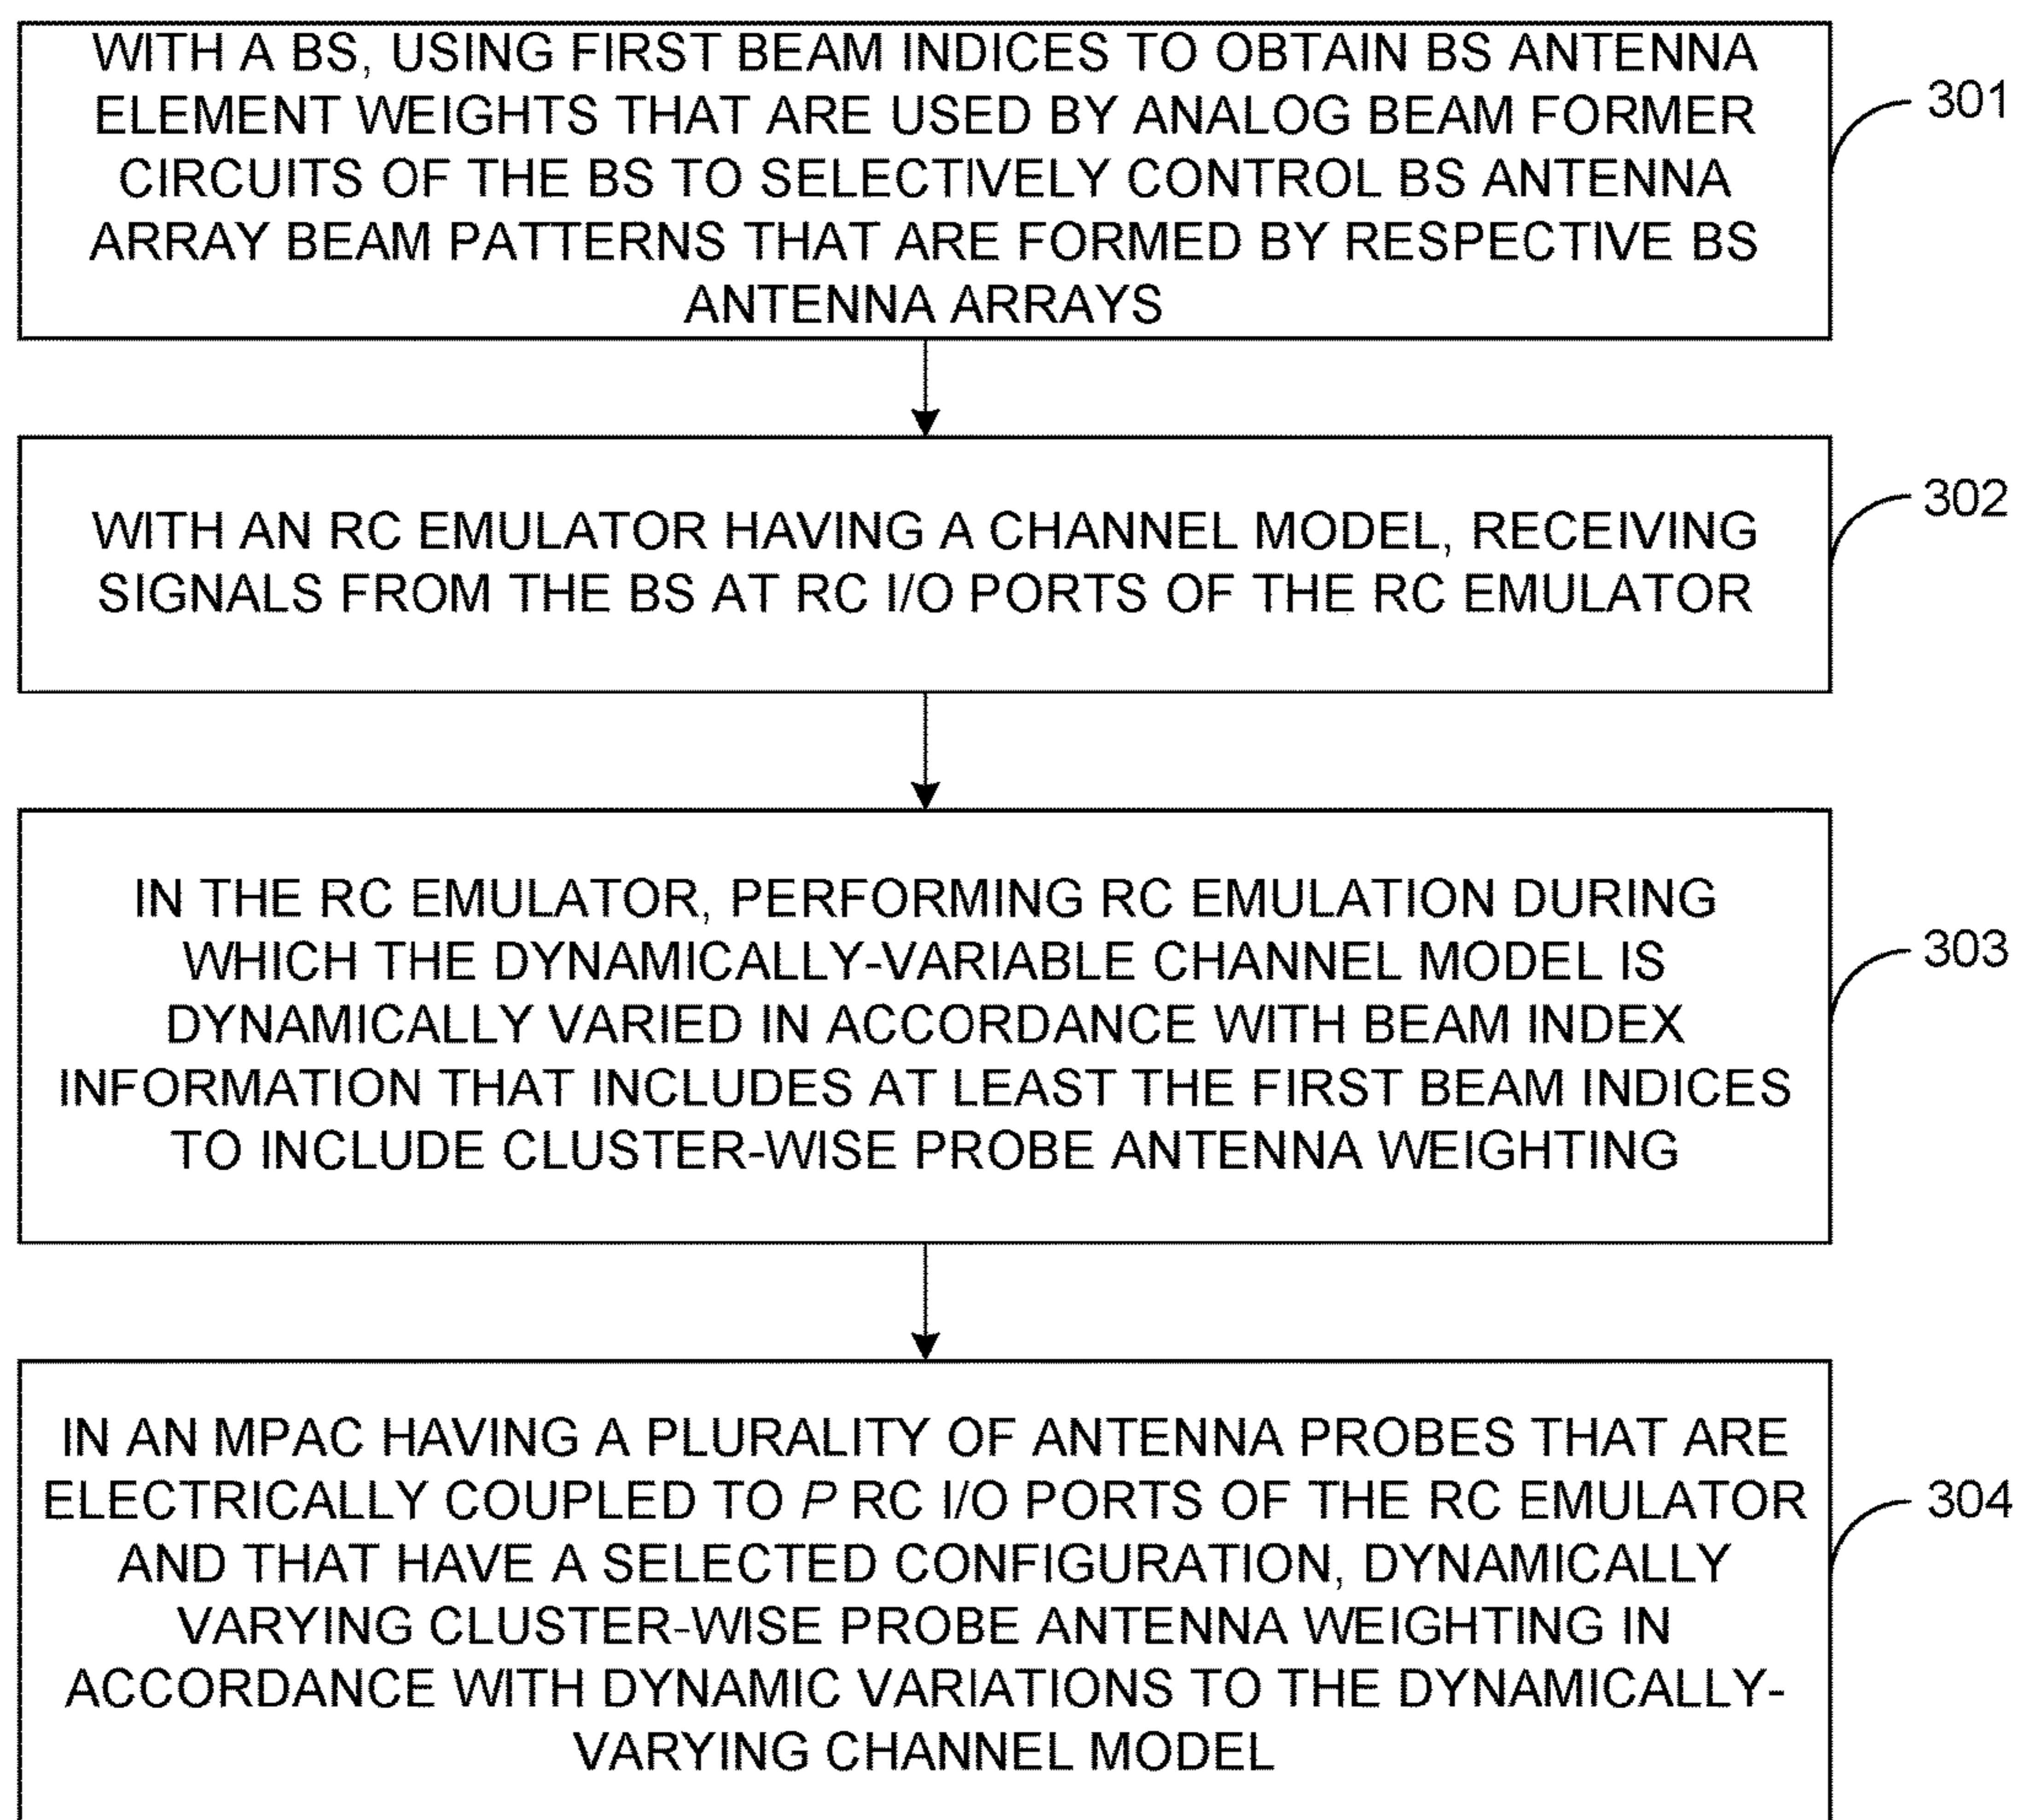 WITH A BS, USING FIRST BEAM INDICES TO OBTAIN BS ANTENNA
ELEMENT WEIGHTS THAT ARE USED BY ANALOG BEAM FORMER
CIRCUITS OF THE BS TO SELECTIVELY CONTROL BS ANTENNA
ARRAY BEAM PATTERNS THAT ARE FORMED BY RESPECTIVE BS
ANTENNA ARRAYS
301
WITH AN RC EMULATOR HAVING A CHANNEL MODEL, RECEIVING
SIGNALS FROM THE BS AT RC I/O PORTS OF THE RC EMULATOR
302
IN THE RC EMULATOR, PERFORMING RC EMULATION DURING
WHICH THE DYNAMICALLY-VARIABLE CHANNEL MODEL IS
DYNAMICALLY VARIED IN ACCORDANCE WITH BEAM INDEX
INFORMATION THAT INCLUDES AT LEAST THE FIRST BEAM INDICES
TO INCLUDE CLUSTER-WISE PROBE ANTENNA WEIGHTING
303
IN AN MPAC HAVING A PLURALITY OF ANTENNA PROBES THAT ARE
ELECTRICALLY COUPLED TO P RC I/O PORTS OF THE RC EMULATOR
AND THAT HAVE A SELECTED CONFIGURATION, DYNAMICALLY
VARYING CLUSTER-WISE PROBE ANTENNA WEIGHTING IN
ACCORDANCE WITH DYNAMIC VARIATIONS TO THE DYNAMICALLY-
VARYING CHANNEL MODEL
304